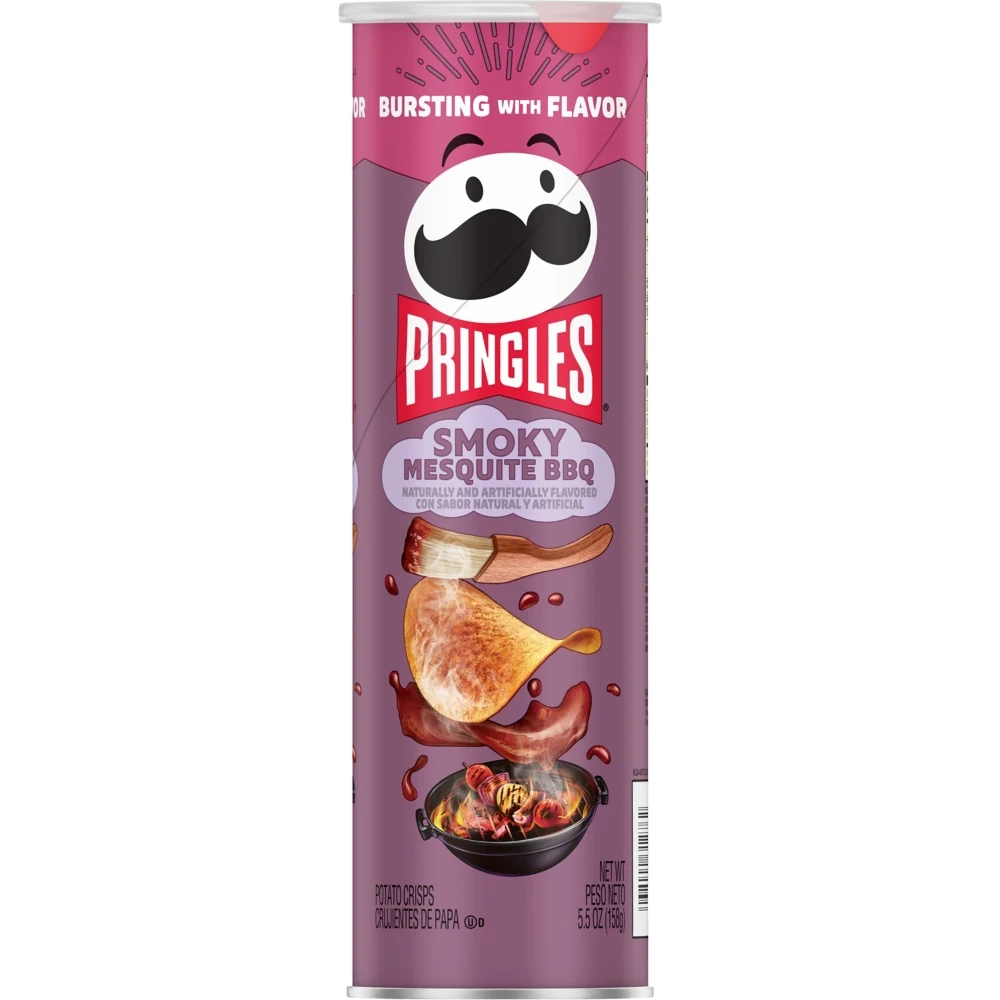 OR BURSTING WITH FLAVOR
PRINGLES®
SMOKY
MESQUITE BBQ
NATURALLY AND ARTIFICIALLY FLAVORED
CON SABOR NATURAL Y ARTIFICIAL
POTATO CRISPS
CRUJIENTES DE PAPA Ⓤ D
NET WT
PESO NETO
5.5 OZ (158g)